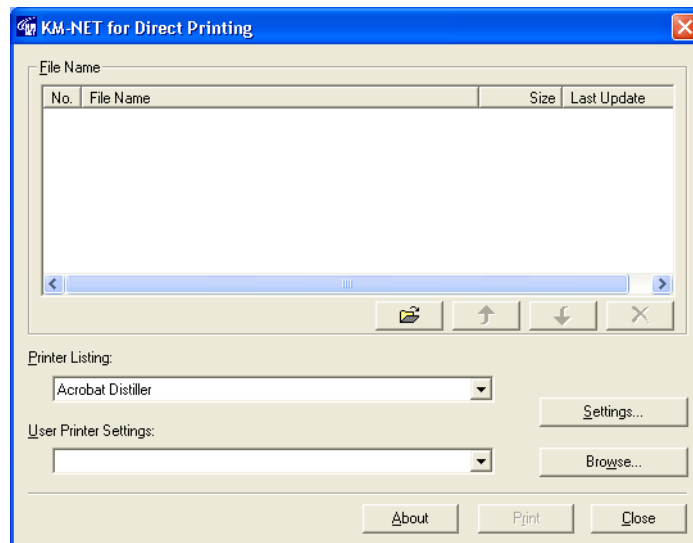 KM-NET for Direct Printing
File Name
No. File Name Size Last Update
Printer Listing:
Acrobat Distiller
Settings...
User Printer Settings:
Browse...
About Print Close